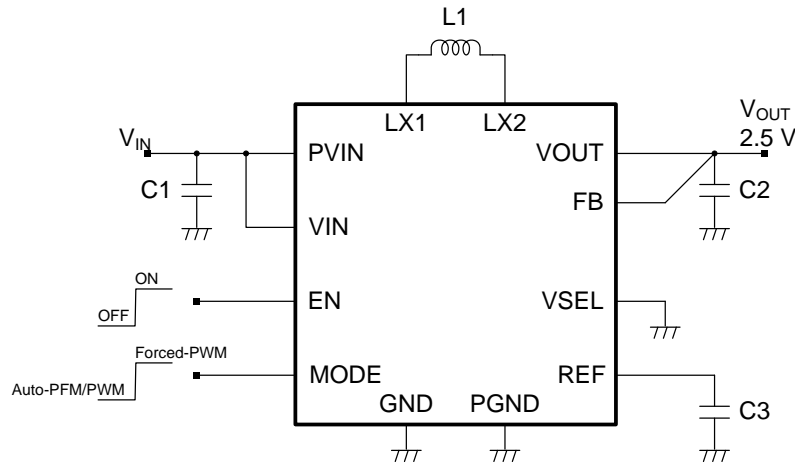 L1
LX1 LX2
VIN
PVIN
VOUT
VOUT
2.5 V
C1
FB
C2
VIN
ON
OFF
EN
VSEL
Forced-PWM
Auto-PFM/PWM
MODE
REF
GND PGND
C3